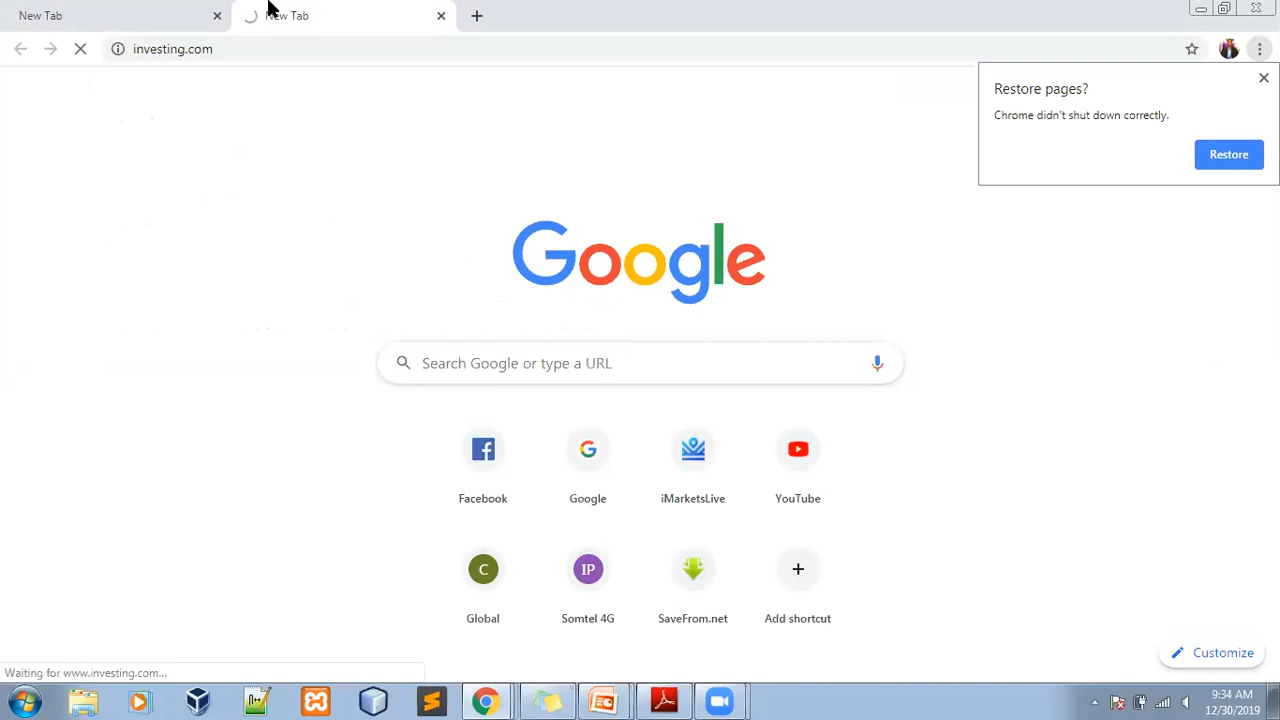 New Tab
New Tab
investing.com
Restore pages?
Chrome didn't shut down correctly.
Restore
Google
Search Google or type a URL
Facebook
Google
iMarketsLive
YouTube
C
IP
Global
Somtel 4G
SaveFrom.net
Add shortcut
Customize
Waiting for www.investing.com...
9:34 AM
12/30/2019